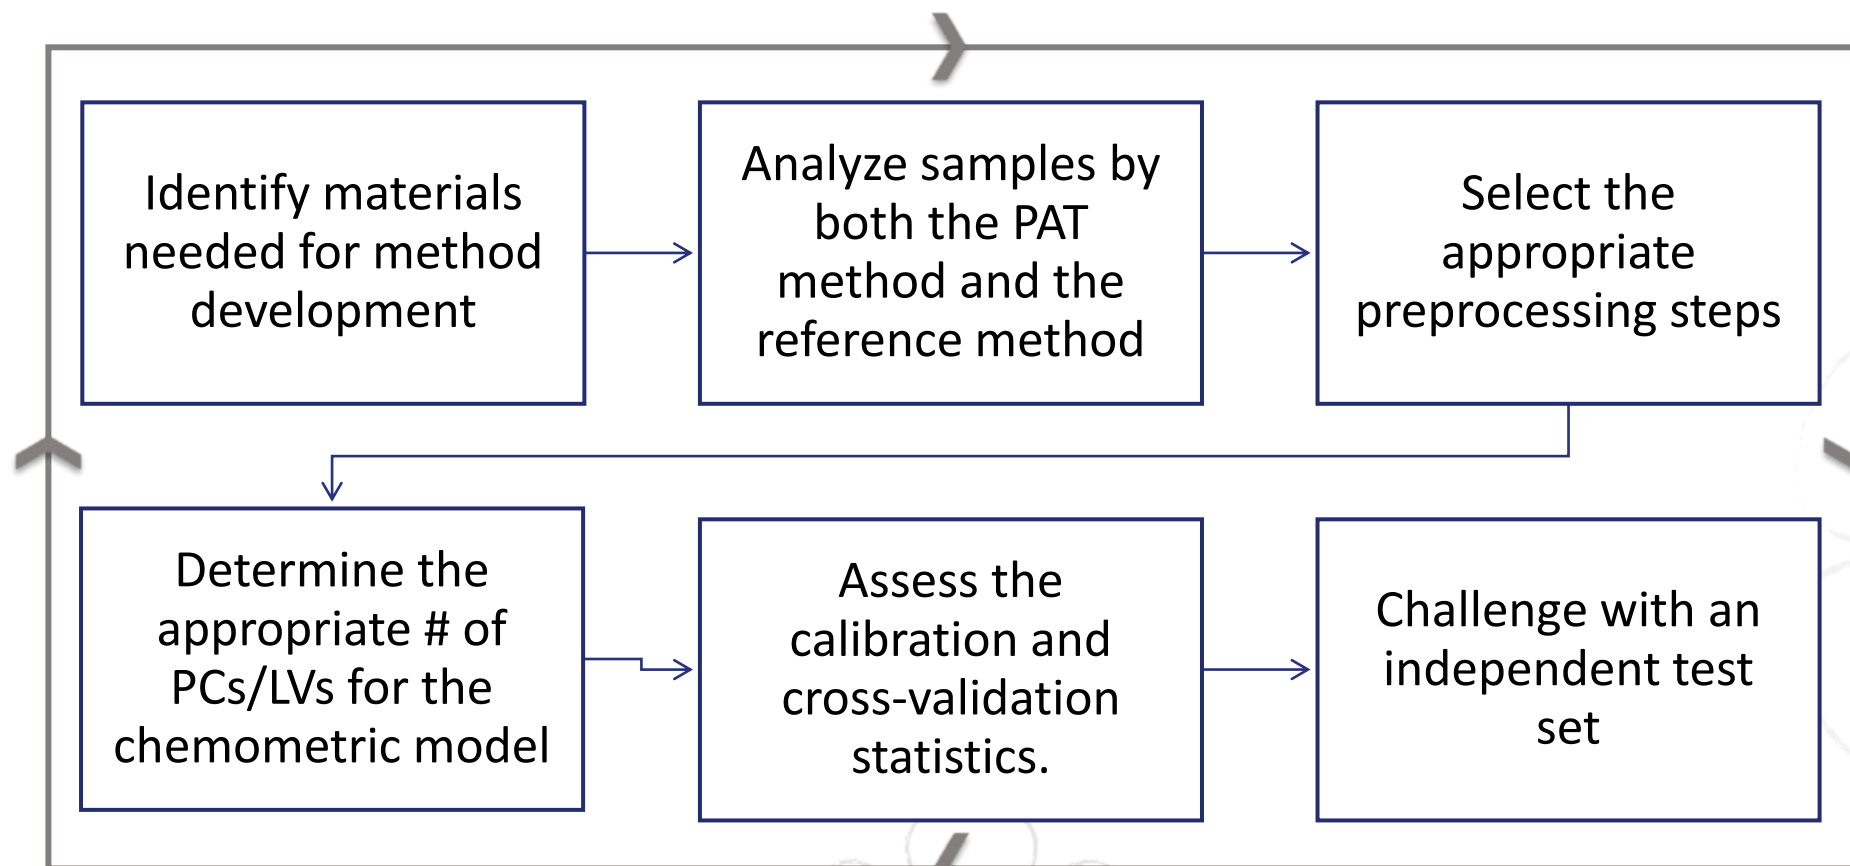 Identify materials
needed for method
development
Analyze samples by
both the PAT
method and the
reference method
Select the
appropriate
preprocessing steps
Determine the
appropriate # of
PCs/LVs for the
chemometric model
Assess the
calibration and
cross-validation
statistics.
Challenge with an
independent test
set